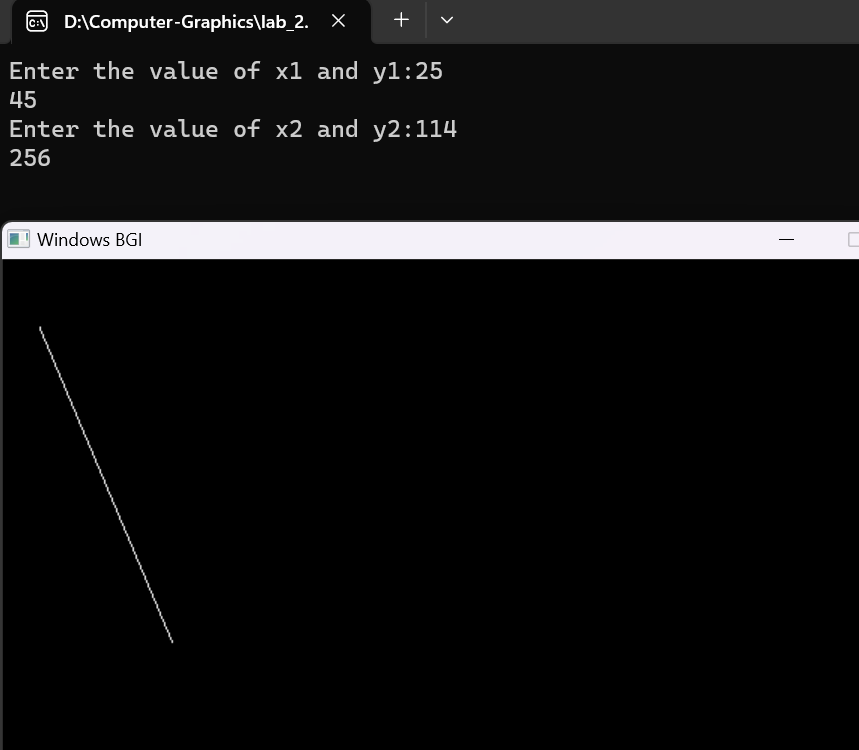 D:\Computer-Graphics\lab_2.
Enter the value of x1 and y1:25
45
Enter the value of x2 and y2:114
256
Windows BGI